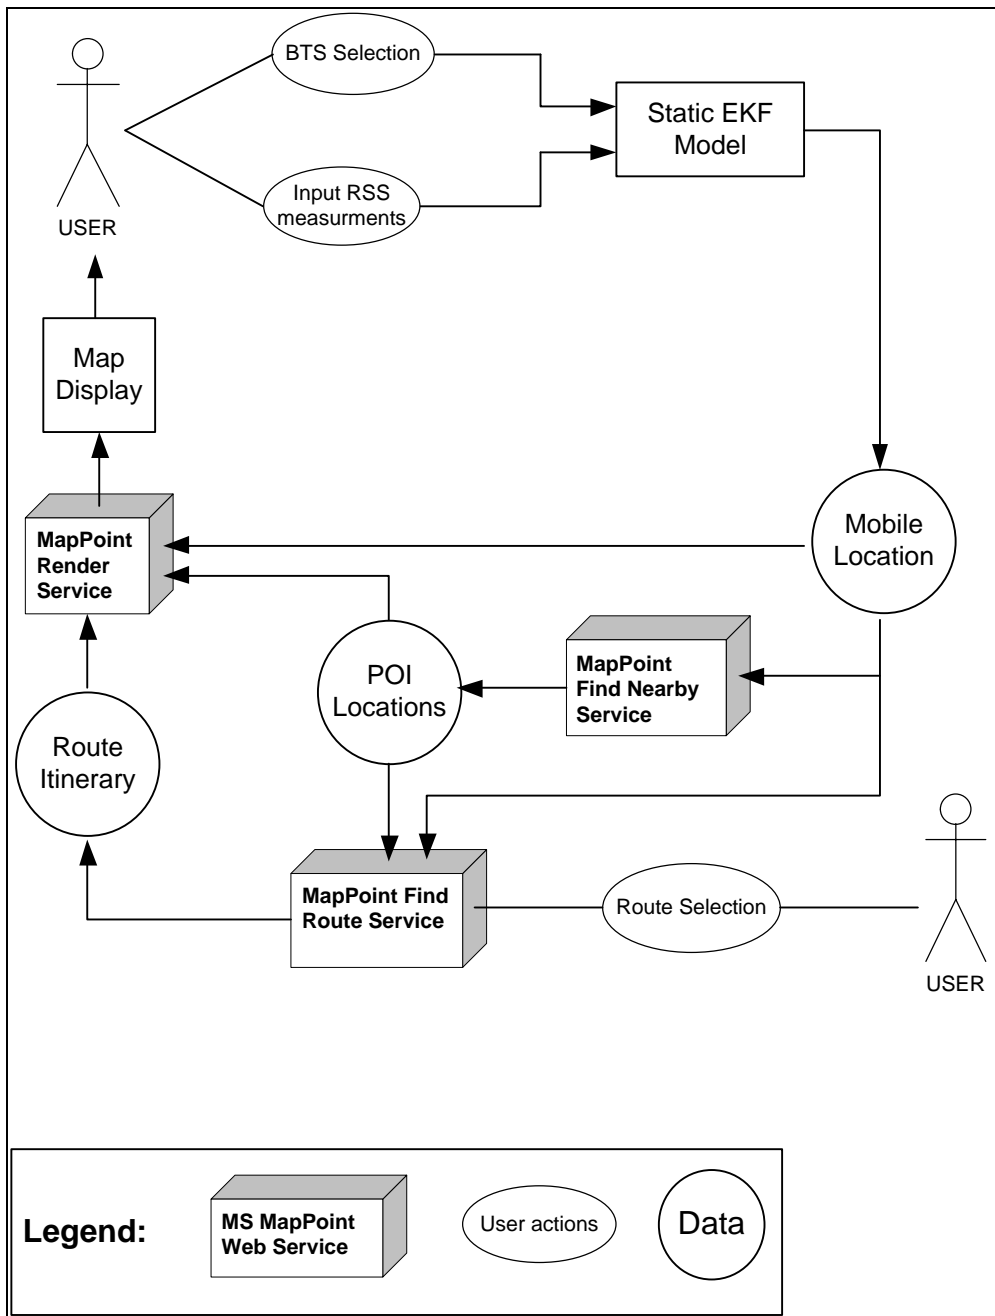 BTS Selection
Static EKF
Model
Input RSS
measurments
USER
Map
Display
MapPoint
Render
Service
Mobile
Location
MapPoint
Find Nearby
Service
POI
Locations
Route
Itinerary
MapPoint Find
Route Service
Route Selection
USER
Legend:
MS MapPoint
Web Service
User actions
Data